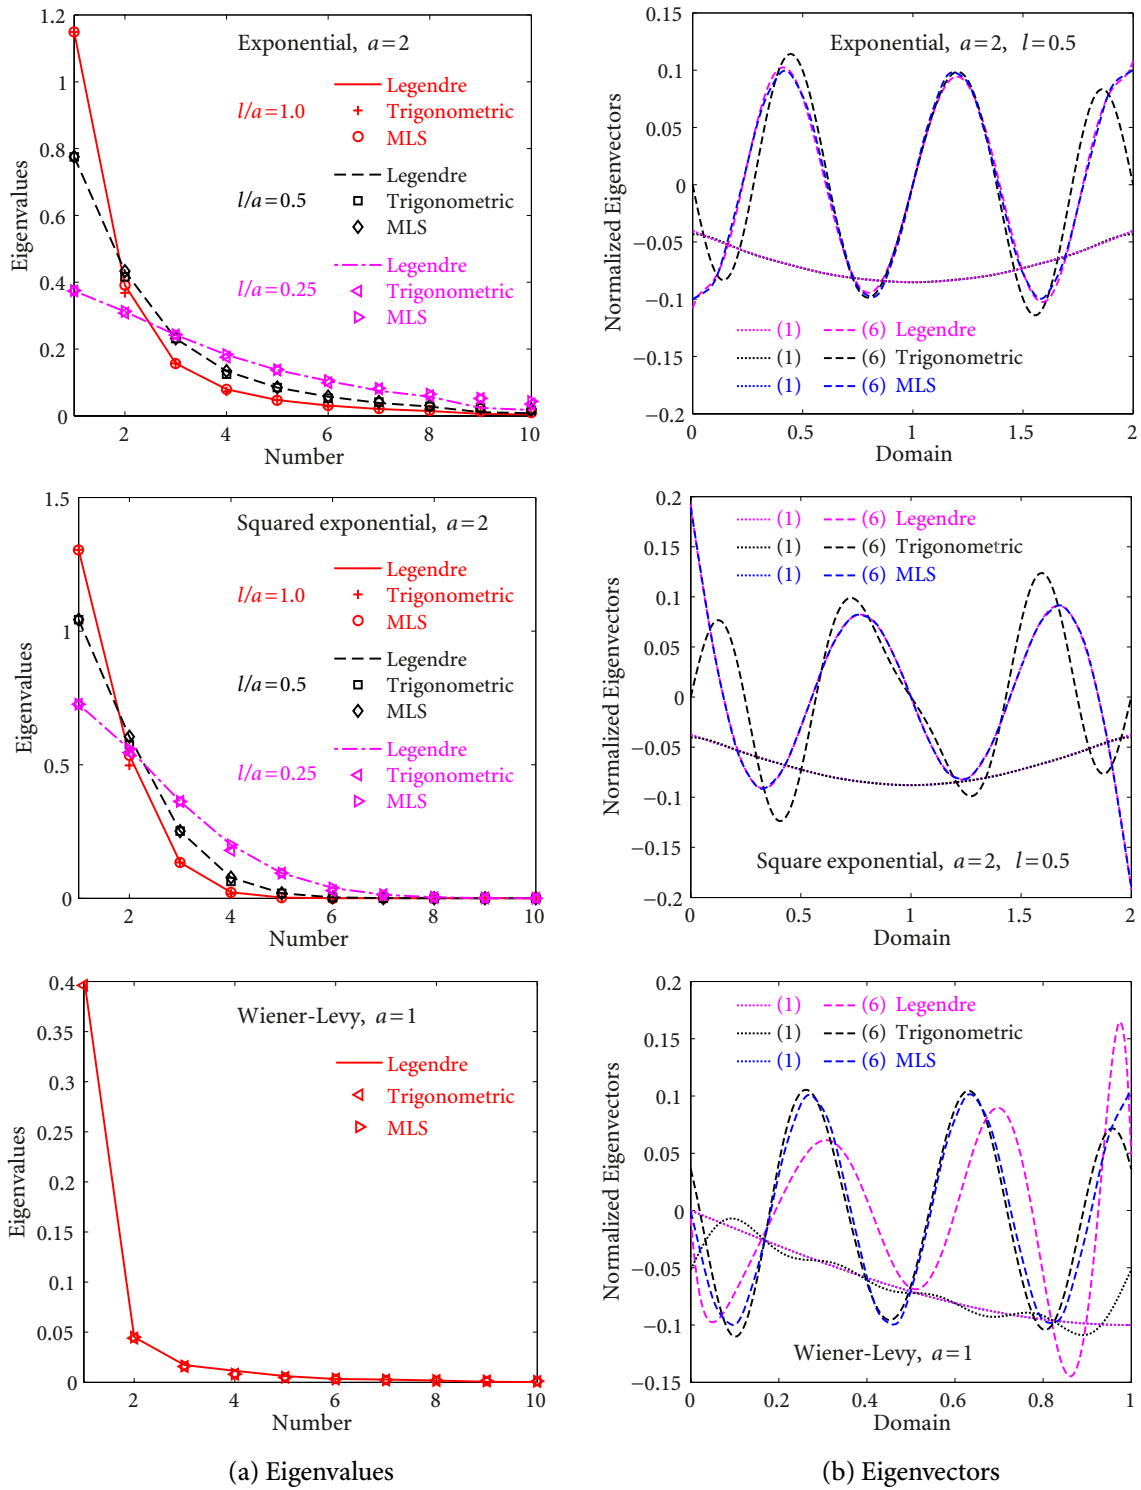 Exponential, a=2
l/a=1.0
Legendre
Trigonometric
MLS
l/a=0.5
Legendre
Trigonometric
MLS
l/a=0.25
Legendre
Trigonometric
MLS
Eigenvalues
1.2
1
0.8
0.6
0.4
0.2
0
2 4 6 8 10
Number
Exponential, a=2, l=0.5
(1) (6) Legendre
(1) (6) Trigonometric
(1) (6) MLS
Normalized Eigenvectors
0.15
0.1
0.05
0
−0.05
−0.1
−0.15
−0.2
0 0.5 1 1.5 2
Domain
Squared exponential, a=2
l/a=1.0
Legendre
Trigonometric
MLS
l/a=0.5
Legendre
Trigonometric
MLS
l/a=0.25
Legendre
Trigonometric
MLS
Eigenvalues
1.5
1
0.5
0
2 4 6 8 10
Number
(1) (6) Legendre
(1) (6) Trigonometric
(1) (6) MLS
Square exponential, a=2, l=0.5
Normalized Eigenvectors
0.2
0.15
0.1
0.05
0
−0.05
−0.1
−0.15
−0.2
0 0.5 1 1.5 2
Domain
Wiener-Levy, a=1
Legendre
Trigonometric
MLS
Eigenvalues
0.4
0.35
0.3
0.25
0.2
0.15
0.1
0.05
0
2 4 6 8 10
Number
(1) (6) Legendre
(1) (6) Trigonometric
(1) (6) MLS
Wiener-Levy, a=1
Normalized Eigenvectors
0.2
0.15
0.1
0.05
0
−0.05
−0.1
−0.15
0 0.2 0.4 0.6 0.8 1
Domain
(a) Eigenvalues
(b) Eigenvectors